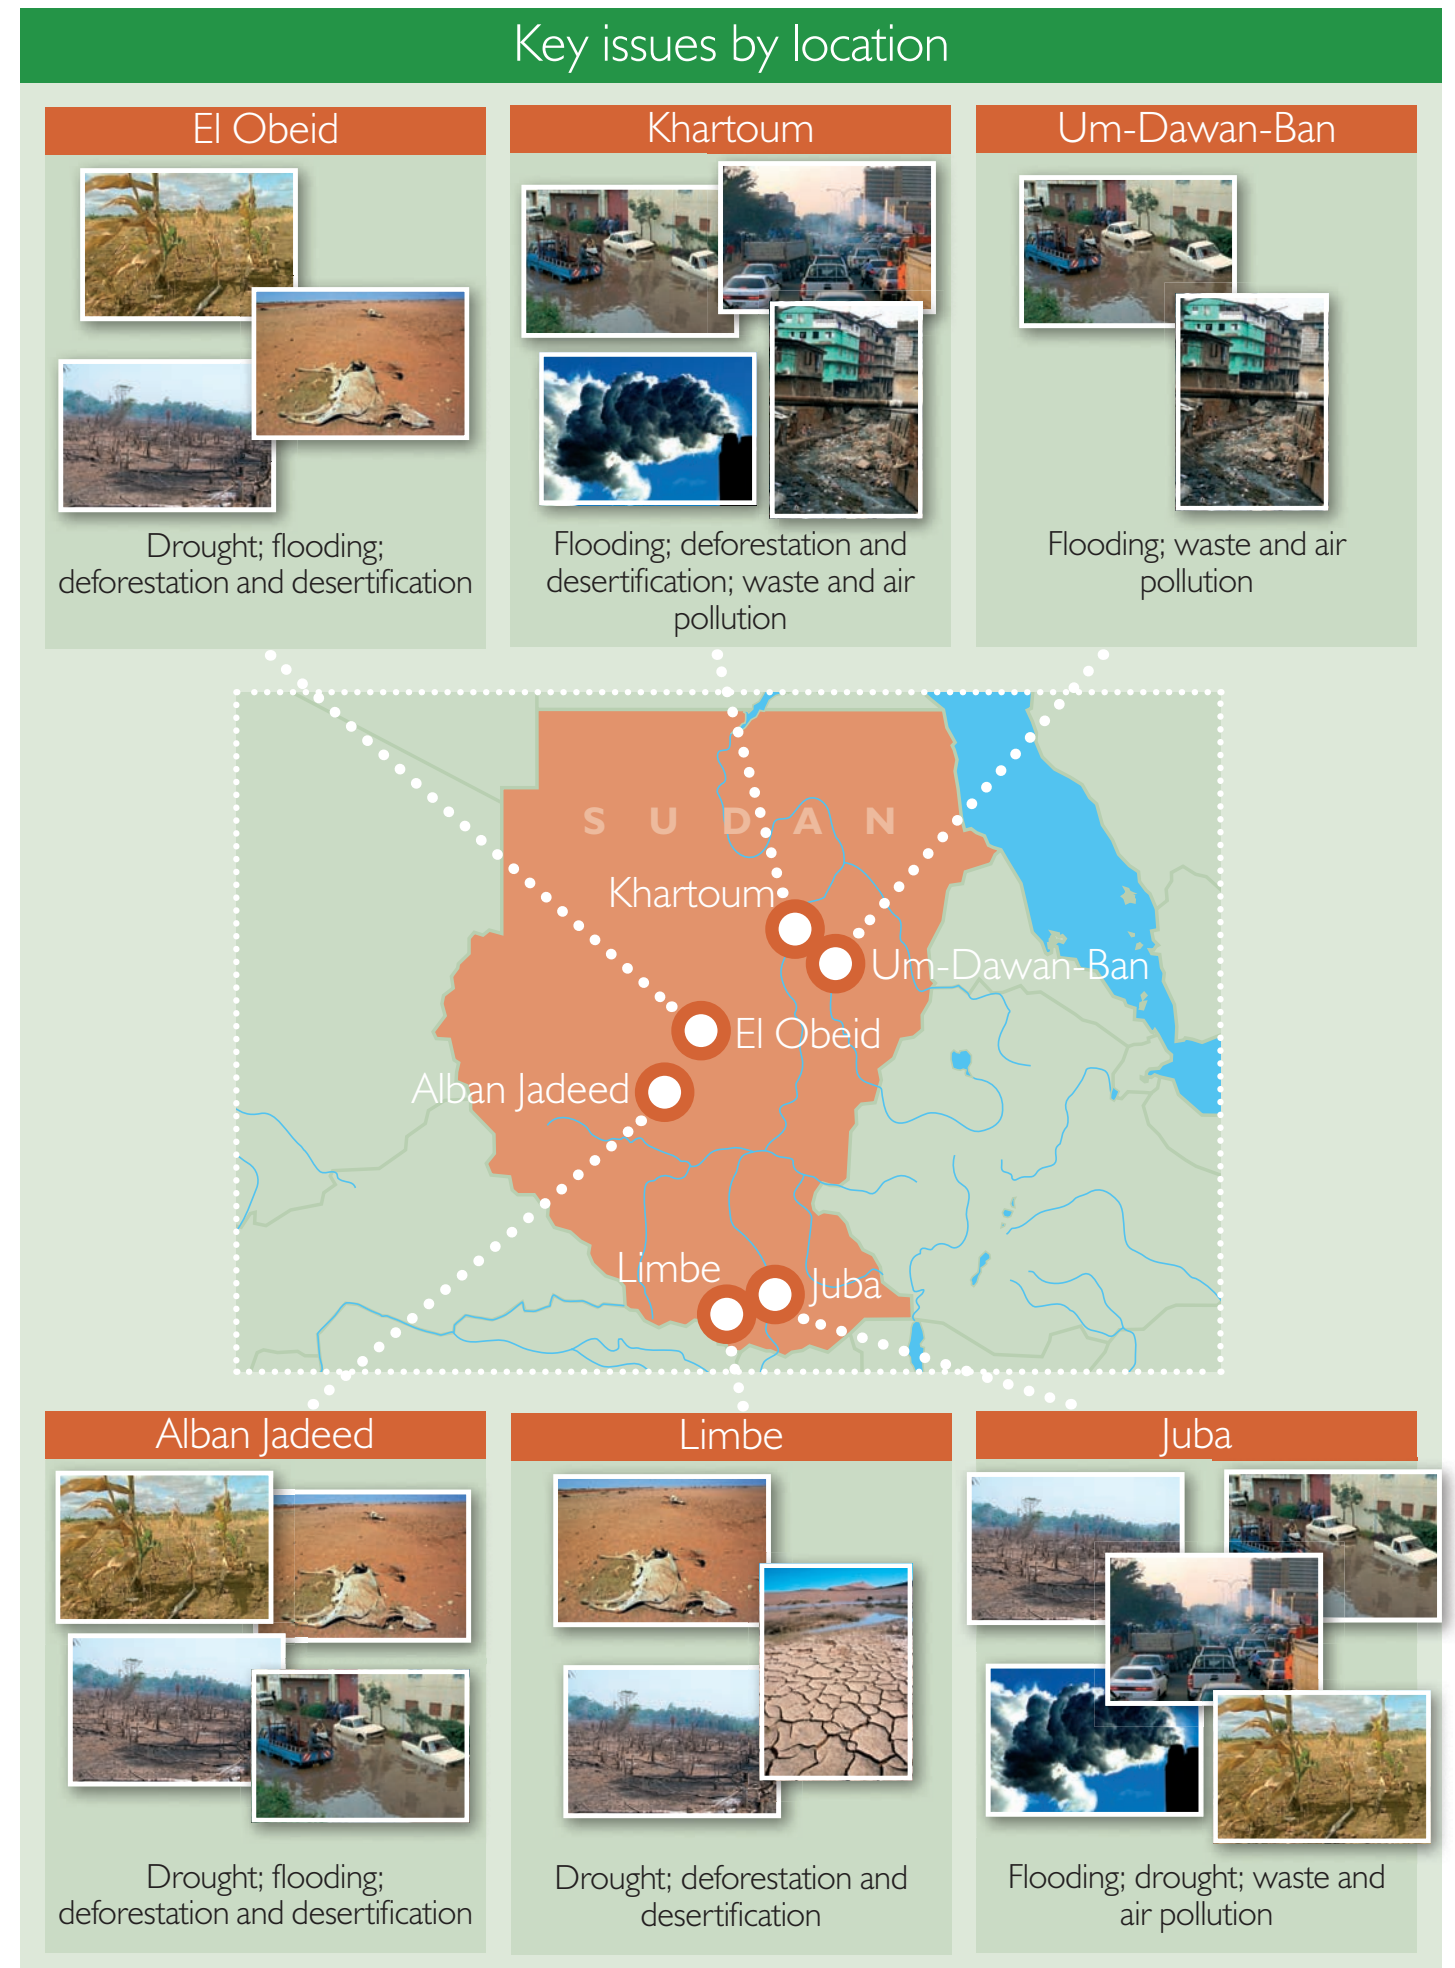 Key issues by location
El Obeid
Khartoum
Um-Dawan-Ban
Drought; flooding;
deforestation and desertification
Flooding; deforestation and
desertification; waste and air
pollution
Flooding; waste and air
pollution
SUDAN
Khartoum
Um-Dawan-Ban
El Obeid
Alban Jadeed
Limbe
Juba
Alban Jadeed
Limbe
Juba
Drought; flooding;
deforestation and desertification
Drought; deforestation and
desertification
Flooding; drought; waste and
air pollution